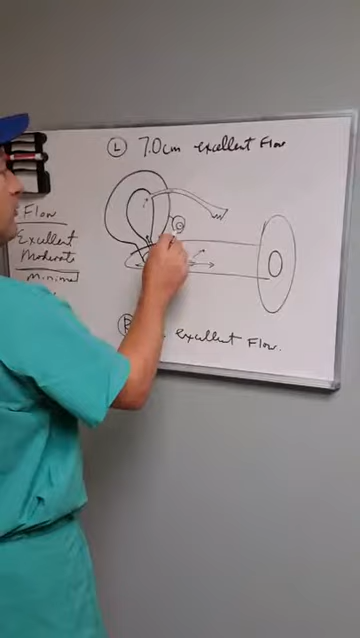 Ⓛ 7.0cm excellent Flow
Flow
Excellent
Moderate
Minimal
excellent Flow.